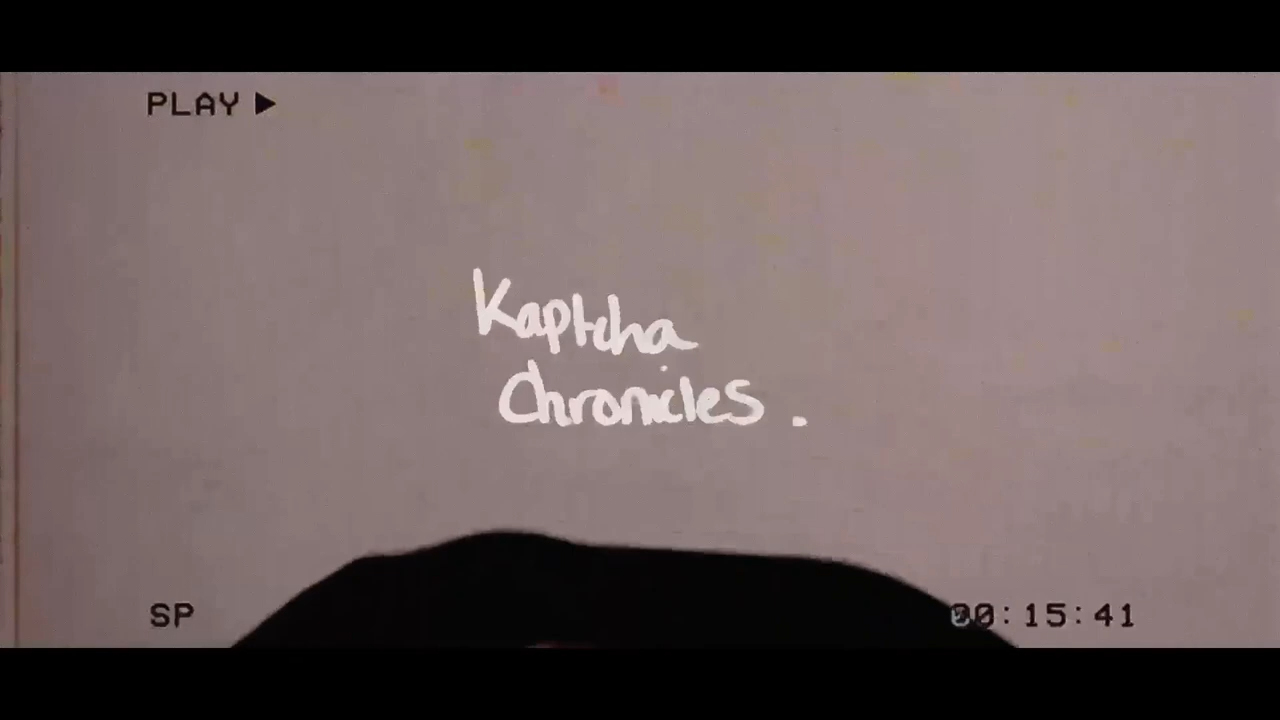 PLAY ▶
Kaptcha
Chronicles.
SP
00:15:41